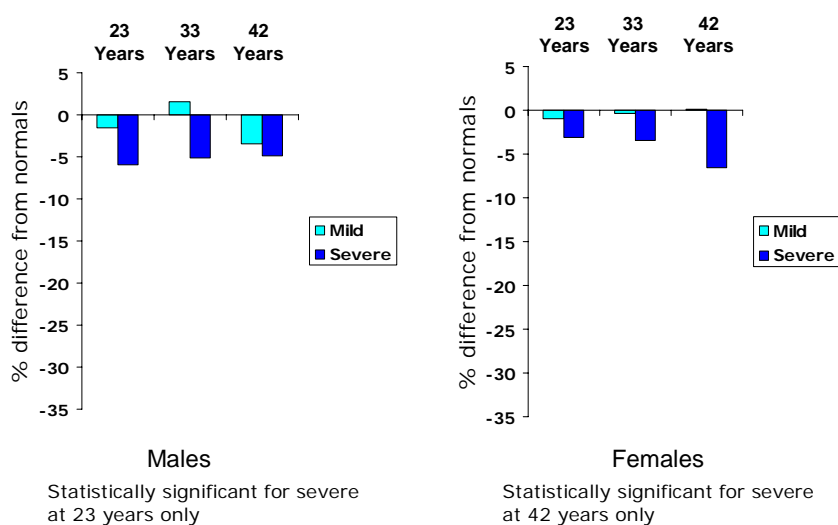 23 Years
33 Years
42 Years
5
0
-5
-10
-15
-20
-25
-30
-35
% difference from normals
Mild
Severe
Males
Statistically significant for severe
at 23 years only
23 Years
33 Years
42 Years
5
0
-5
-10
-15
-20
-25
-30
-35
% difference from normals
Mild
Severe
Females
Statistically significant for severe
at 42 years only